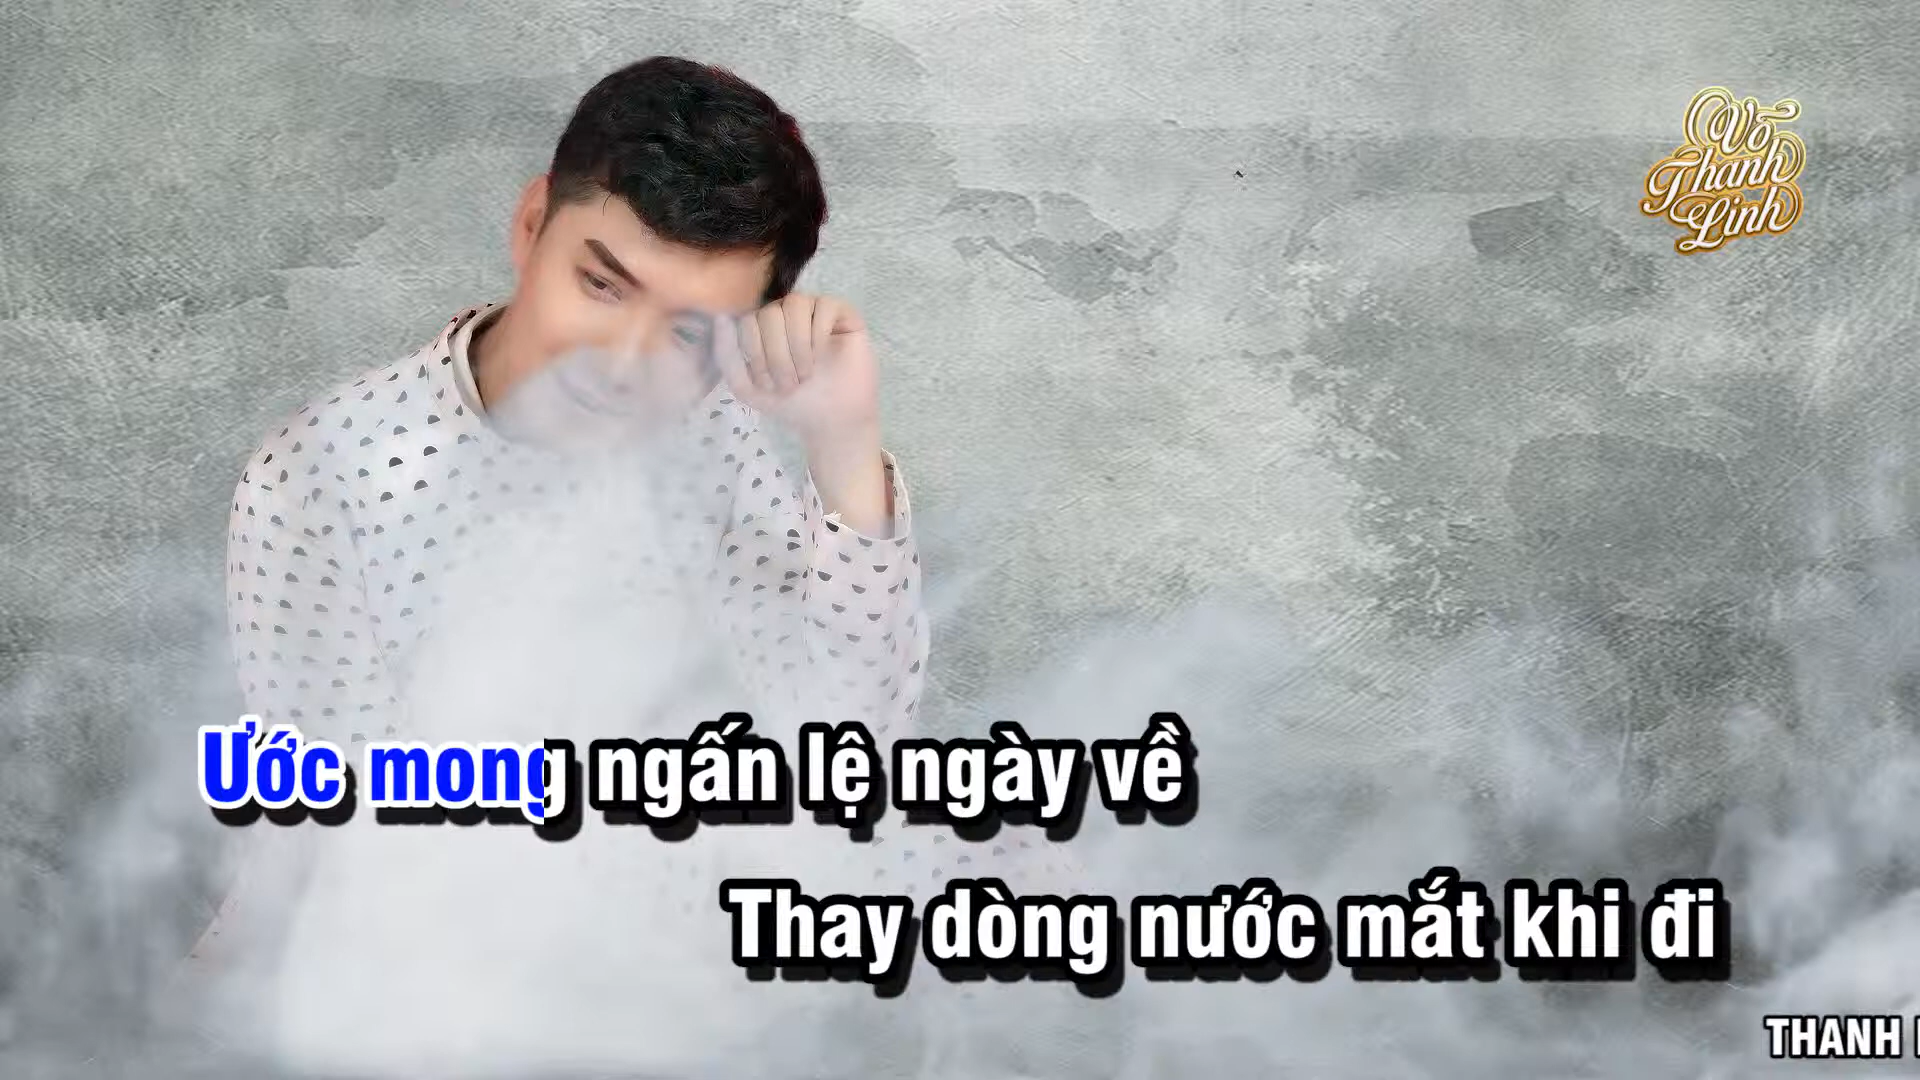 Võ
Thanh
Linh
Ước mong ngấn lệ ngày về
Thay dòng nước mắt khi đi
THANH